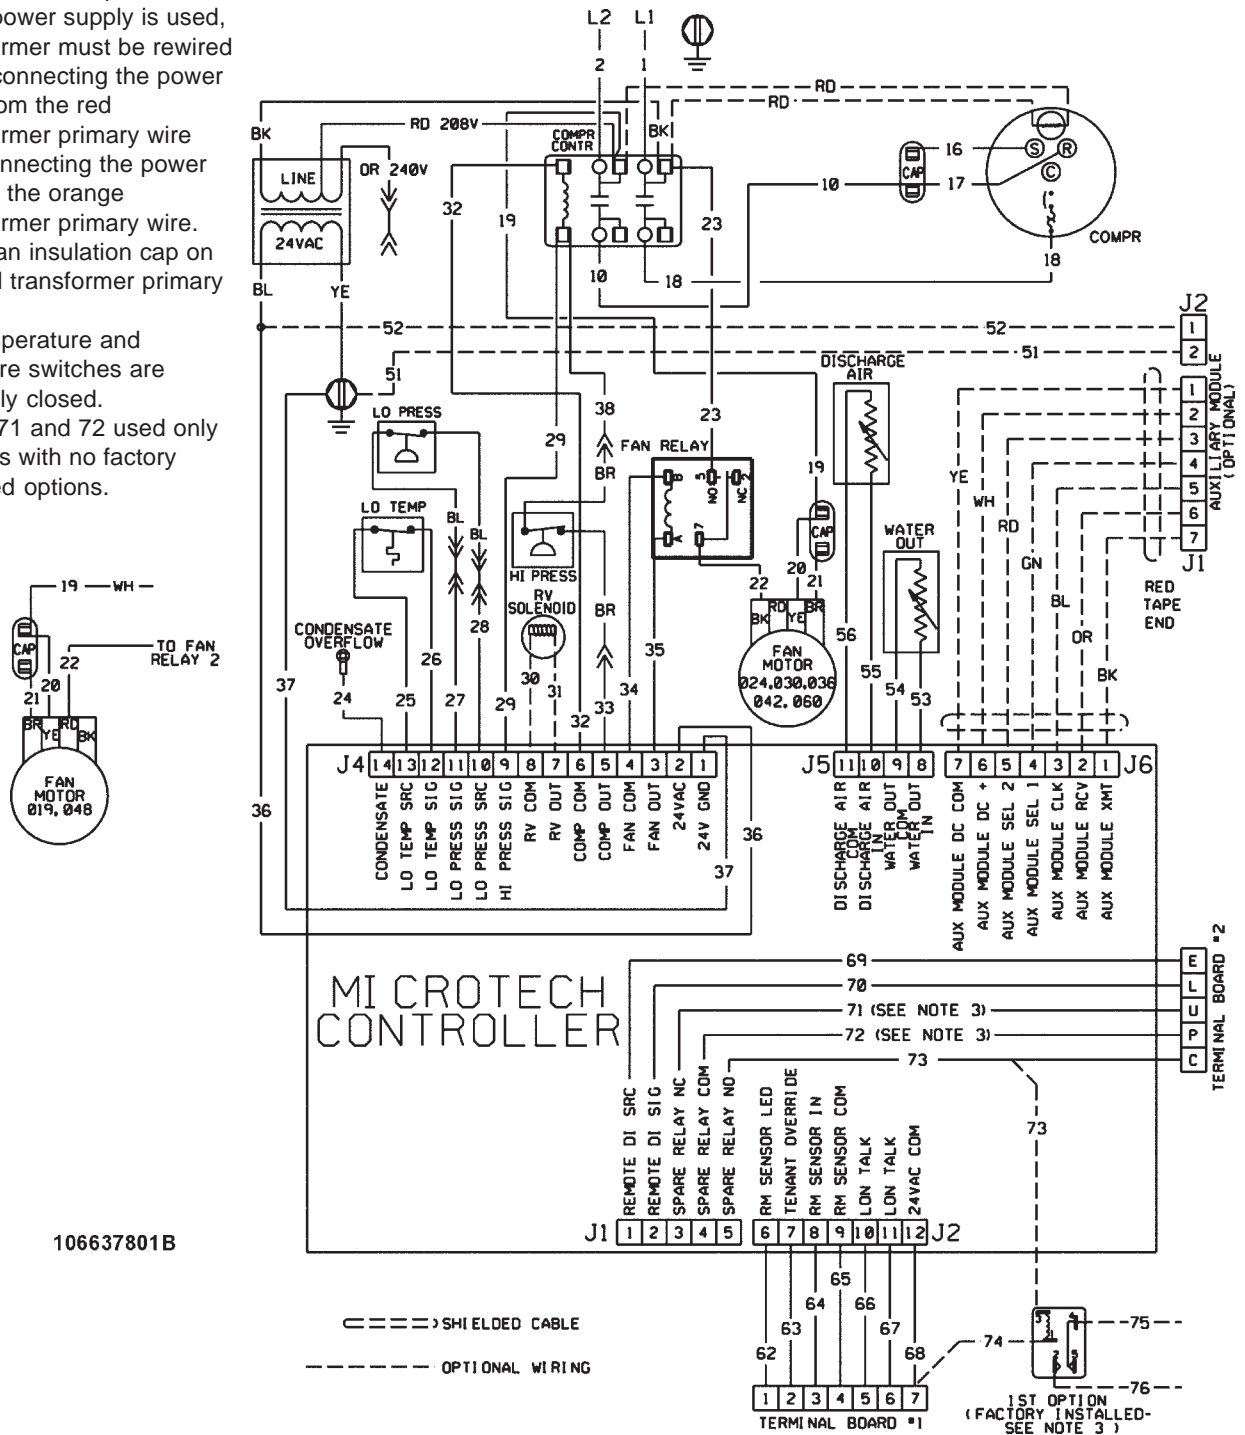 power supply is used,
ormer must be rewired
connecting the power
om the red
ormer primary wire
onnecting the power
the orange
ormer primary wire.
an insulation cap on
transformer primary
perature and
re switches are
ly closed.
71 and 72 used only
s with no factory
ed options.
L2 L1
2 1
RD
RD
BK
RD 208V
COMPR
CONTR
BK
OR 240V
LINE
24VAC
BL
YE
32
19
23
10
18
16
17
10
CAP
S R
C
COMPR
18
52
52
51
51
J2
1
2
AUXILIARY MODULE
(OPTIONAL)
1
2
3
4
5
6
7
J1
RED
TAPE
END
DISCHARGE
AIR
WATER
OUT
YE
WH
RD
GN
BL
OR
BK
LO PRESS
LO TEMP
BL
BL
HI PRESS
RV
SOLENOID
38
BR
BR
29
FAN RELAY
23
B
5
NO
NC
2
A
7
19
CAP
20
21
22
BK
RD
YE
BR
FAN
MOTOR
024,030,036
042,060
56
55
54
53
CONDENSATE
OVERFLOW
24
25
26
27
28
29
30
31
32
33
34
35
37
36
19 WH
CAP
TO FAN
RELAY 2
22
20
21
BR
YE
RD
BK
FAN
MOTOR
019,048
J4 14 13 12 11 10 9 8 7 6 5 4 3 2 1
CONDENSATE
LO TEMP SRC
LO TEMP SIG
LO PRESS SIG
LO PRESS SRC
HI PRESS SIG
RV COM
RV OUT
COMP COM
COMP OUT
FAN COM
FAN OUT
24VAC
24V GND
36
37
J5 11 10 9 8
DISCHARGE AIR
COM
DISCHARGE AIR
IN
WATER OUT
COM
WATER OUT
IN
7 6 5 4 3 2 1 J6
AUX MODULE DC COM
AUX MODULE DC +
AUX MODULE SEL 2
AUX MODULE SEL 1
AUX MODULE CLK
AUX MODULE RCV
AUX MODULE XMT
MICROTECH
CONTROLLER
69
70
71 (SEE NOTE 3)
72 (SEE NOTE 3)
73
E
L
U
P
C
TERMINAL BOARD #2
73
REMOTE DI SRC
REMOTE DI SIG
SPARE RELAY NC
SPARE RELAY COM
SPARE RELAY NO
RM SENSOR LED
TENANT OVERRIDE
RM SENSOR IN
RM SENSOR COM
LON TALK
LON TALK
24VAC COM
J1 1 2 3 4 5
6 7 8 9 10 11 12 J2
106637801B
62
63
64
65
66
67
68
74
75
76
SHIELDED CABLE
OPTIONAL WIRING
1 2 3 4 5 6 7
TERMINAL BOARD #1
1ST OPTION
(FACTORY INSTALLED-
SEE NOTE 3 )